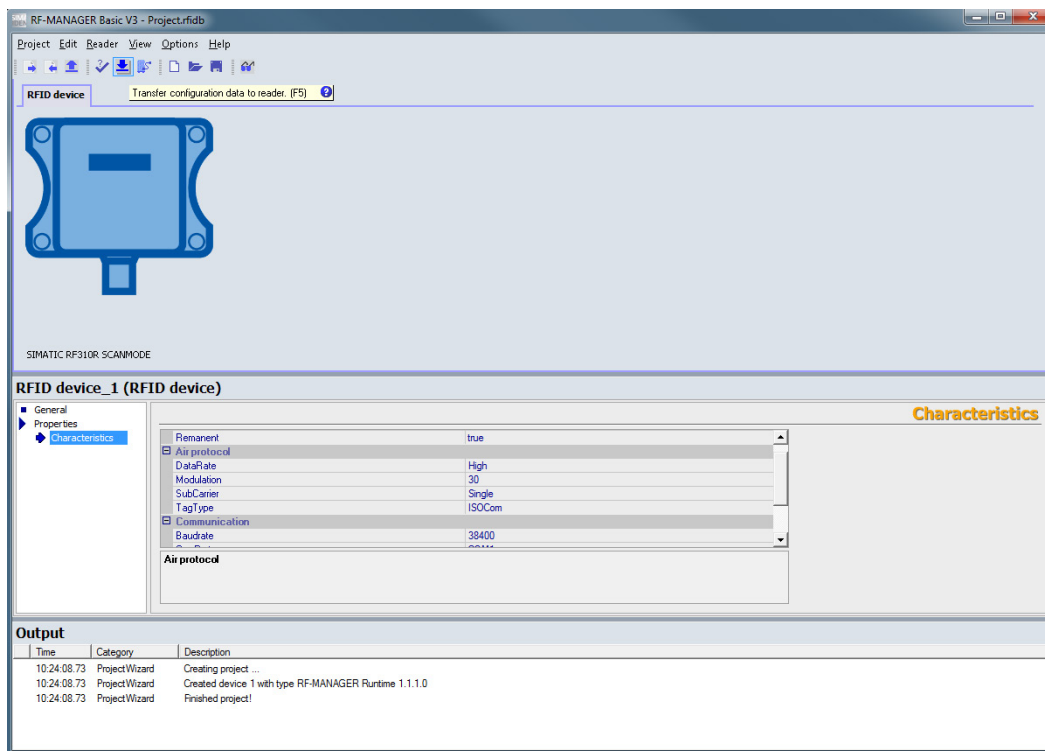 RF-MANAGER Basic V3 - Project.rfidb
Project Edit Reader View Options Help
RFID device
Transfer configuration data to reader. (F5)
SIMATIC RF310R SCANMODE
RFID device_1 (RFID device)
General
Properties
Characteristics
Characteristics
Remanent true
Air protocol
DataRate High
Modulation 30
SubCarrier Single
TagType ISOCom
Communication
Baudrate 38400
Air protocol
Output
Time Category Description
10:24:08.73 ProjectWizard Creating project ...
10:24:08.73 ProjectWizard Created device 1 with type RF-MANAGER Runtime 1.1.1.0
10:24:08.73 ProjectWizard Finished project!